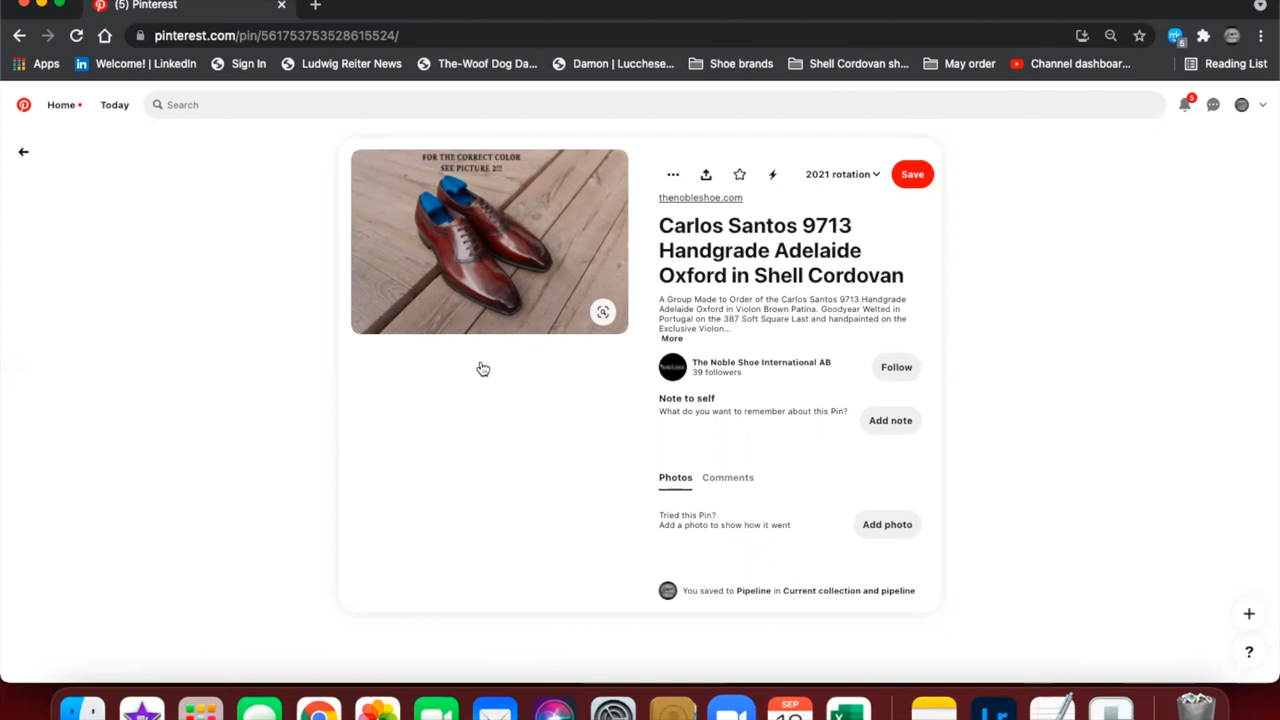 (5) Pinterest
pinterest.com/pin/561753753528615524/
5
Apps
Welcome! | LinkedIn
Sign In
Ludwig Reiter News
The-Woof Dog Da...
Damon | Lucchese...
Shoe brands
Shell Cordovan sh...
May order
Channel dashboar...
Reading List
Home
Today
Search
5
FOR THE CORRECT COLOR
SEE PICTURE 2!!!
2021 rotation
Save
thenobleshoe.com
Carlos Santos 9713
Handgrade Adelaide
Oxford in Shell Cordovan
A Group Made to Order of the Carlos Santos 9713 Handgrade
Adelaide Oxford in Violon Brown Patina. Goodyear Welted in
Portugal on the 387 Soft Square Last and handpainted on the
Exclusive Violon...
More
The Noble Shoe International AB
39 followers
Follow
Note to self
What do you want to remember about this Pin?
Add note
Photos
Comments
Tried this Pin?
Add a photo to show how it went
Add photo
You saved to Pipeline in Current collection and pipeline
+
?
SEP
Lr